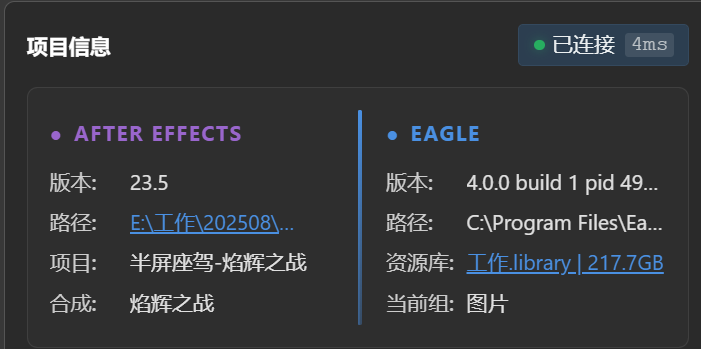 项目信息
已连接 4ms
AFTER EFFECTS
版本: 23.5
路径: E:\工作\202508\...
项目: 半屏座驾-焰辉之战
合成: 焰辉之战
EAGLE
版本: 4.0.0 build 1 pid 49...
路径: C:\Program Files\Ea...
资源库: 工作.library | 217.7GB
当前组: 图片